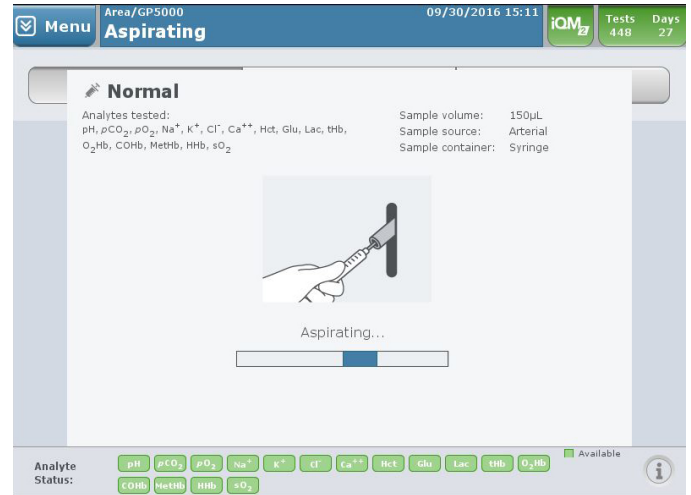 Menu
Area/GP5000
Aspirating
09/30/2016 15:11
iQM2
Tests
448
Days
27
Normal
Analytes tested:
pH, pCO2, pO2, Na+, K+, Cl-, Ca++, Hct, Glu, Lac, tHb,
O2Hb, COHb, MetHb, HHb, sO2
Sample volume: 150µL
Sample source: Arterial
Sample container: Syringe
Aspirating...
Analyte
Status:
pH pCO2 pO2 Na+ K+ Cl- Ca++ Hct Glu Lac tHb O2Hb
COHb MetHb HHb sO2
Available
i